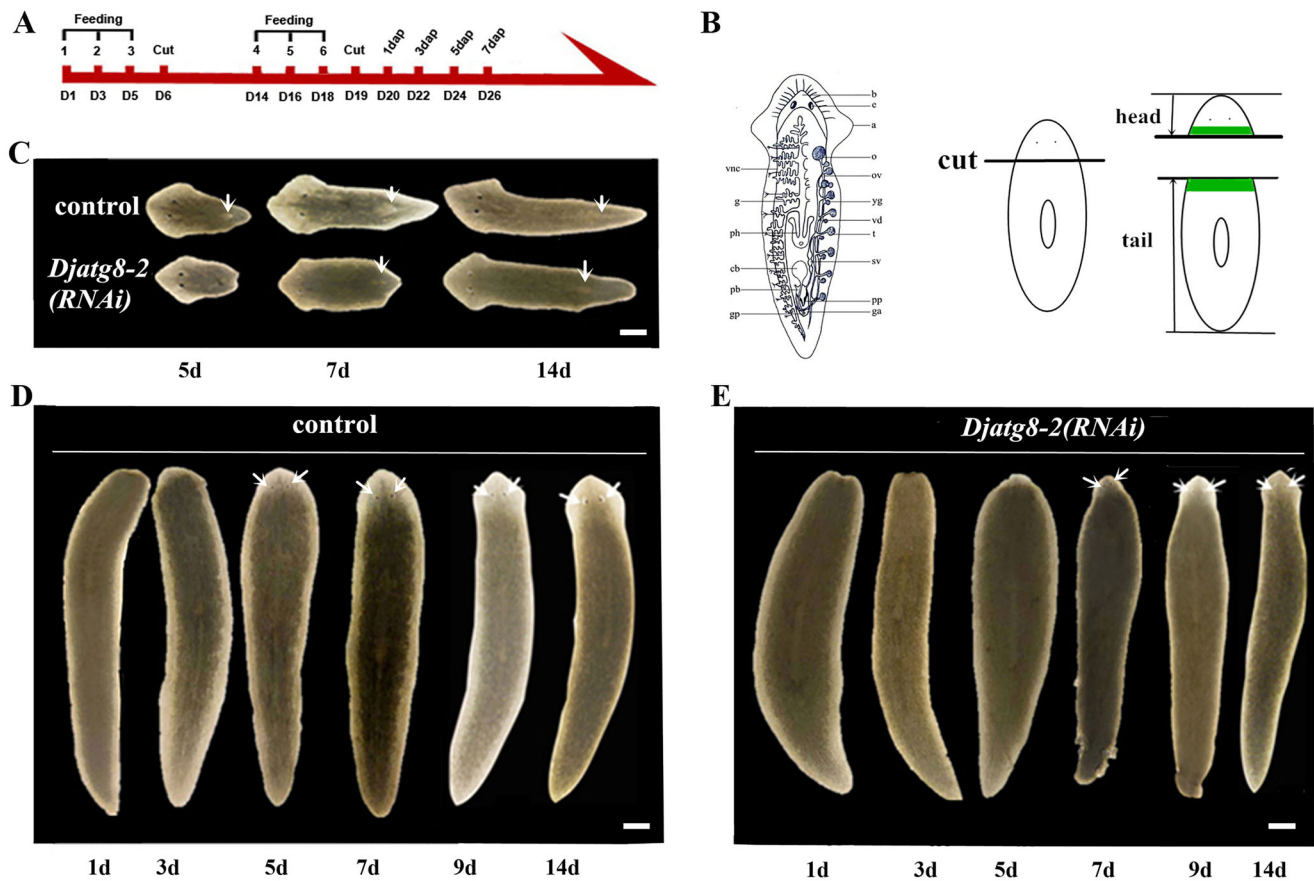 A
Feeding Feeding
1 2 3 Cut 4 5 6 Cut 1dap 3dap 5dap 7dap
D1 D3 D5 D6 D14 D16 D18 D19 D20 D22 D24 D26
B
b
e
a
o
vnc
ov
g
yg
vd
ph
t
cb
sv
pb
pp
gp
ga
cut
head
tail
C
control
Djatg8-2
(RNAi)
5d 7d 14d
D
control
1d 3d 5d 7d 9d 14d
E
Djatg8-2(RNAi)
1d 3d 5d 7d 9d 14d